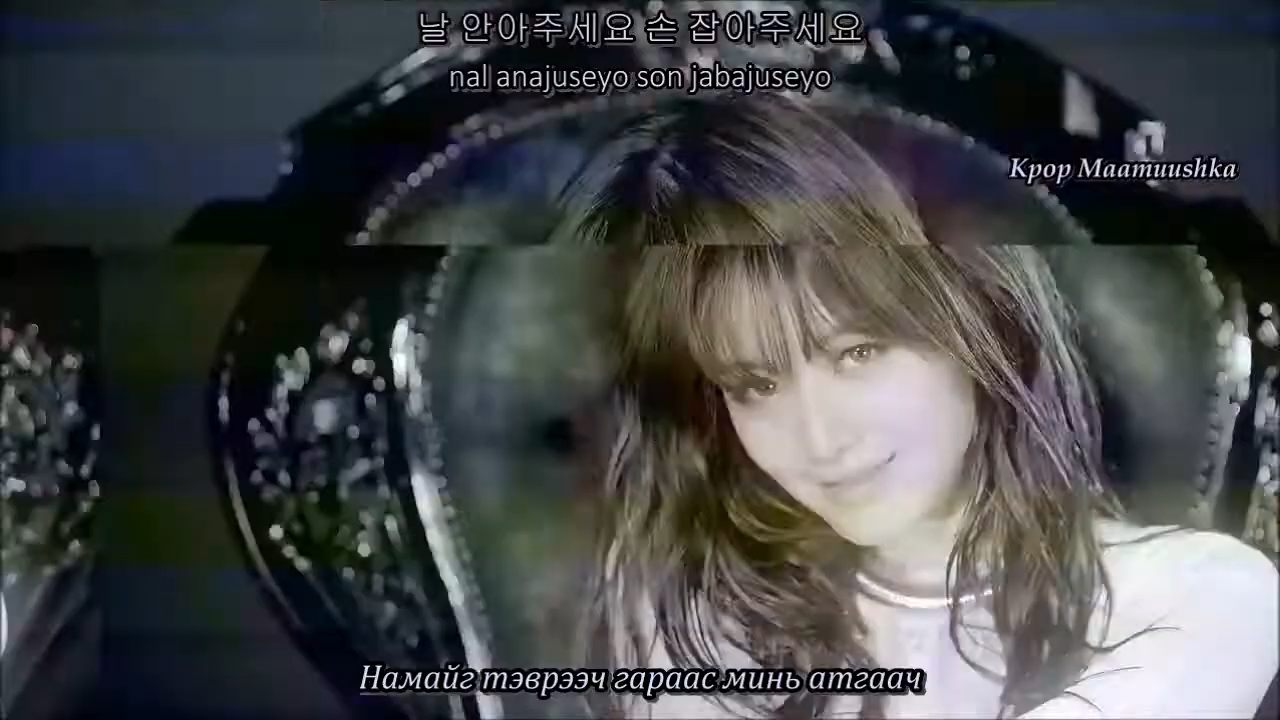 날 안아주세요 손 잡아주세요
nal anajuseyo son jabajuseyo
Kpop Maamuushka
Намайг тэврээч гараас минь атгаач